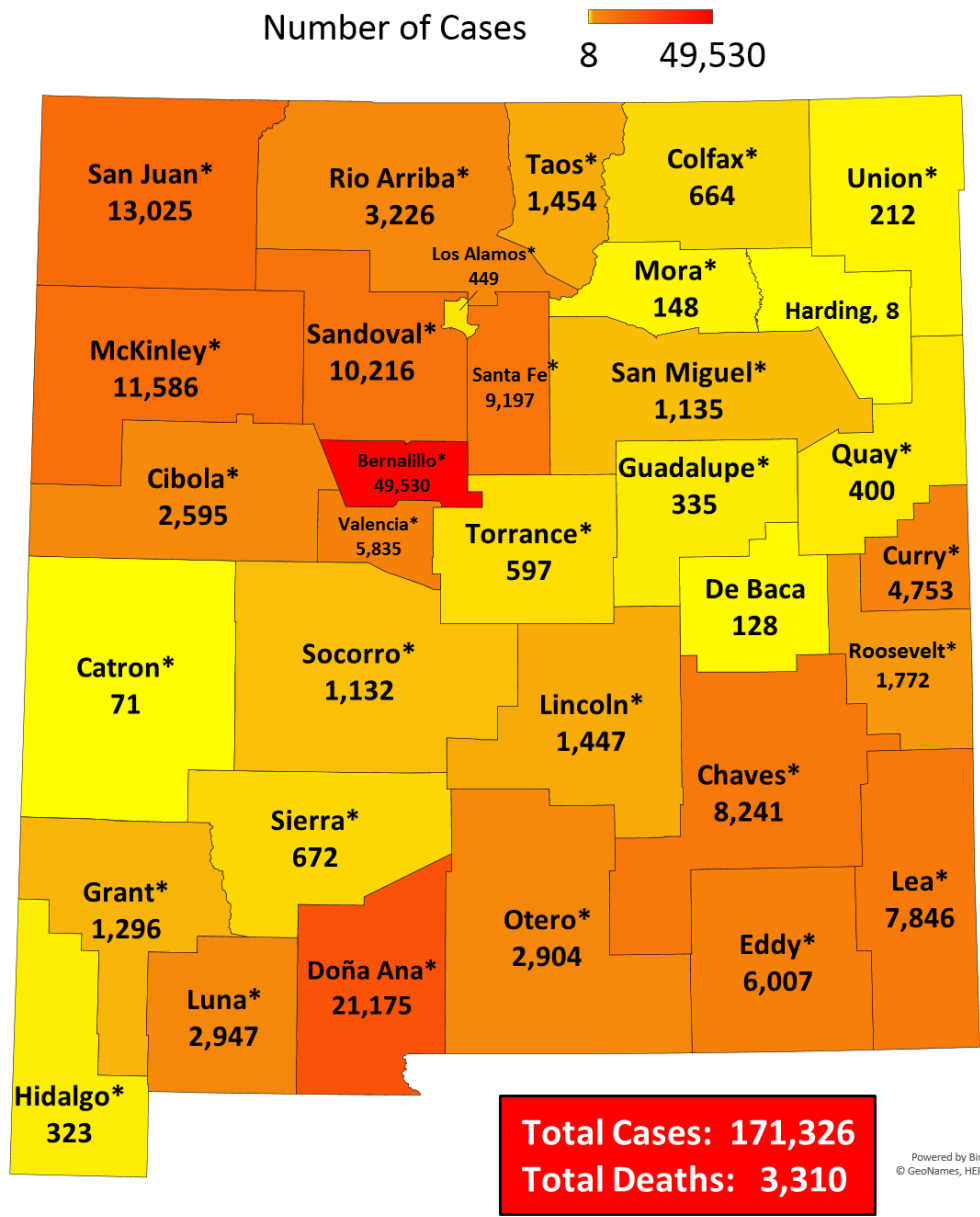 Number of Cases
8 49,530
San Juan*
13,025
Rio Arriba*
3,226
Taos*
1,454
Colfax*
664
Union*
212
Los Alamos*
449
Mora*
148
Harding, 8
McKinley*
11,586
Sandoval*
10,216
Santa Fe*
9,197
San Miguel*
1,135
Quay*
400
Cibola*
2,595
Bernalillo*
49,530
Valencia*
5,835
Torrance*
597
Guadalupe*
335
Curry*
4,753
De Baca
128
Roosevelt*
1,772
Catron*
71
Socorro*
1,132
Lincoln*
1,447
Chaves*
8,241
Sierra*
672
Grant*
1,296
Lea*
7,846
Otero*
2,904
Eddy*
6,007
Doña Ana*
21,175
Luna*
2,947
Hidalgo*
323
Total Cases: 171,326
Total Deaths: 3,310
Powered by Bin
© GeoNames, HER